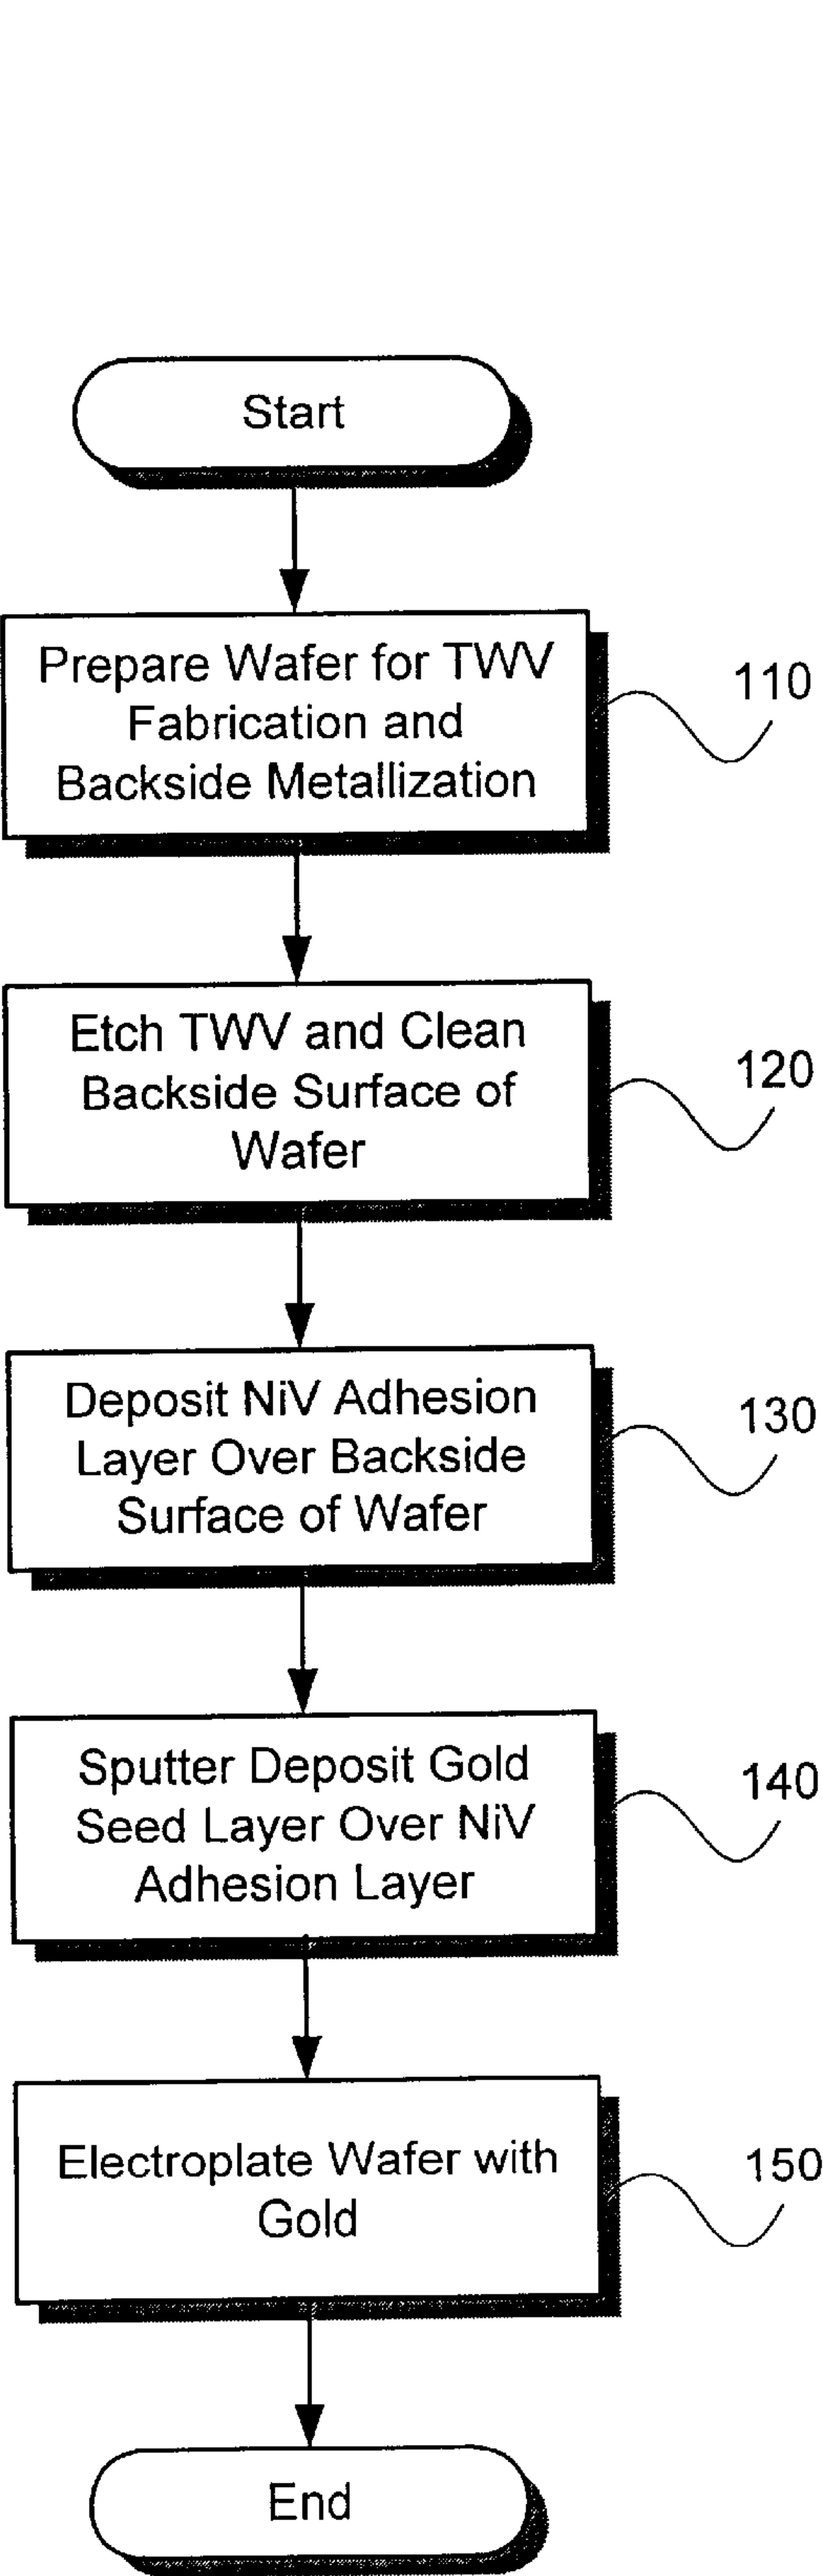 Start
Prepare Wafer for TWV
Fabrication and
Backside Metallization
110
Etch TWV and Clean
Backside Surface of
Wafer
120
Deposit NiV Adhesion
Layer Over Backside
Surface of Wafer
130
Sputter Deposit Gold
Seed Layer Over NiV
Adhesion Layer
140
Electroplate Wafer with
Gold
150
End